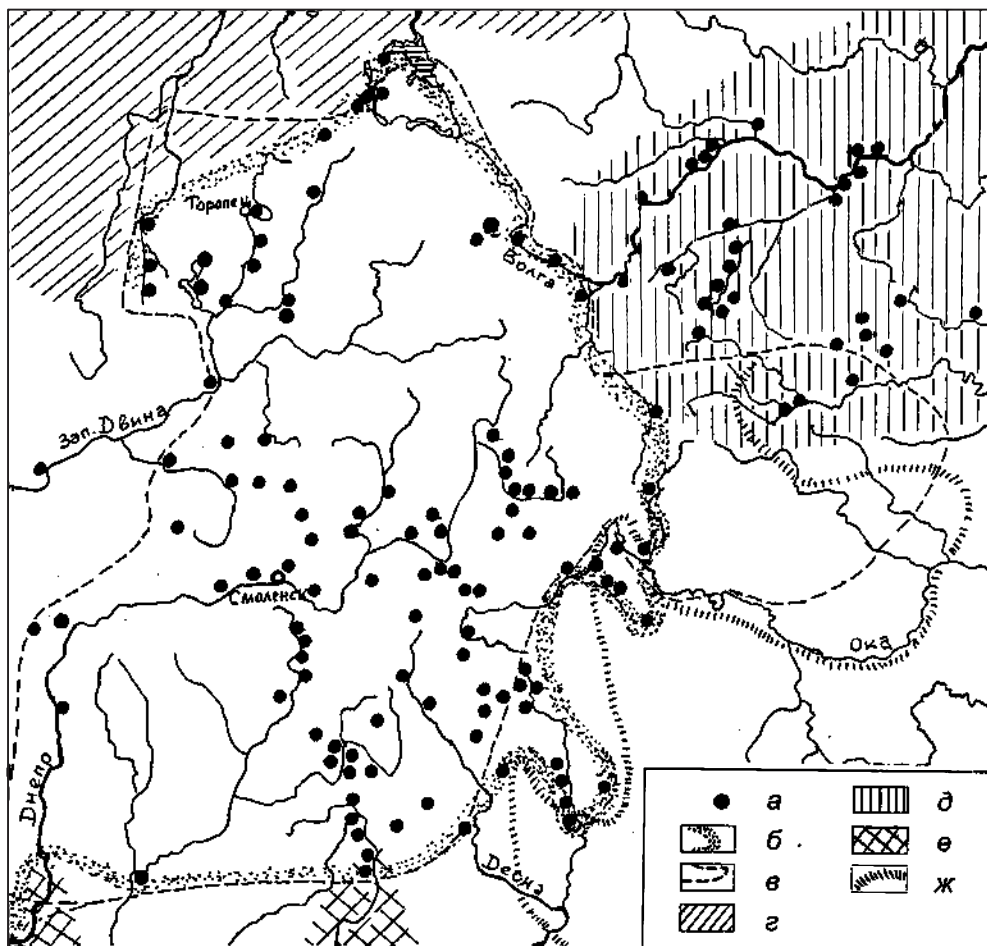 Торопец
Волга
Зап. Двина
Смоленск
Ока
Днепр
Десна
а
б
в
г
д
е
ж